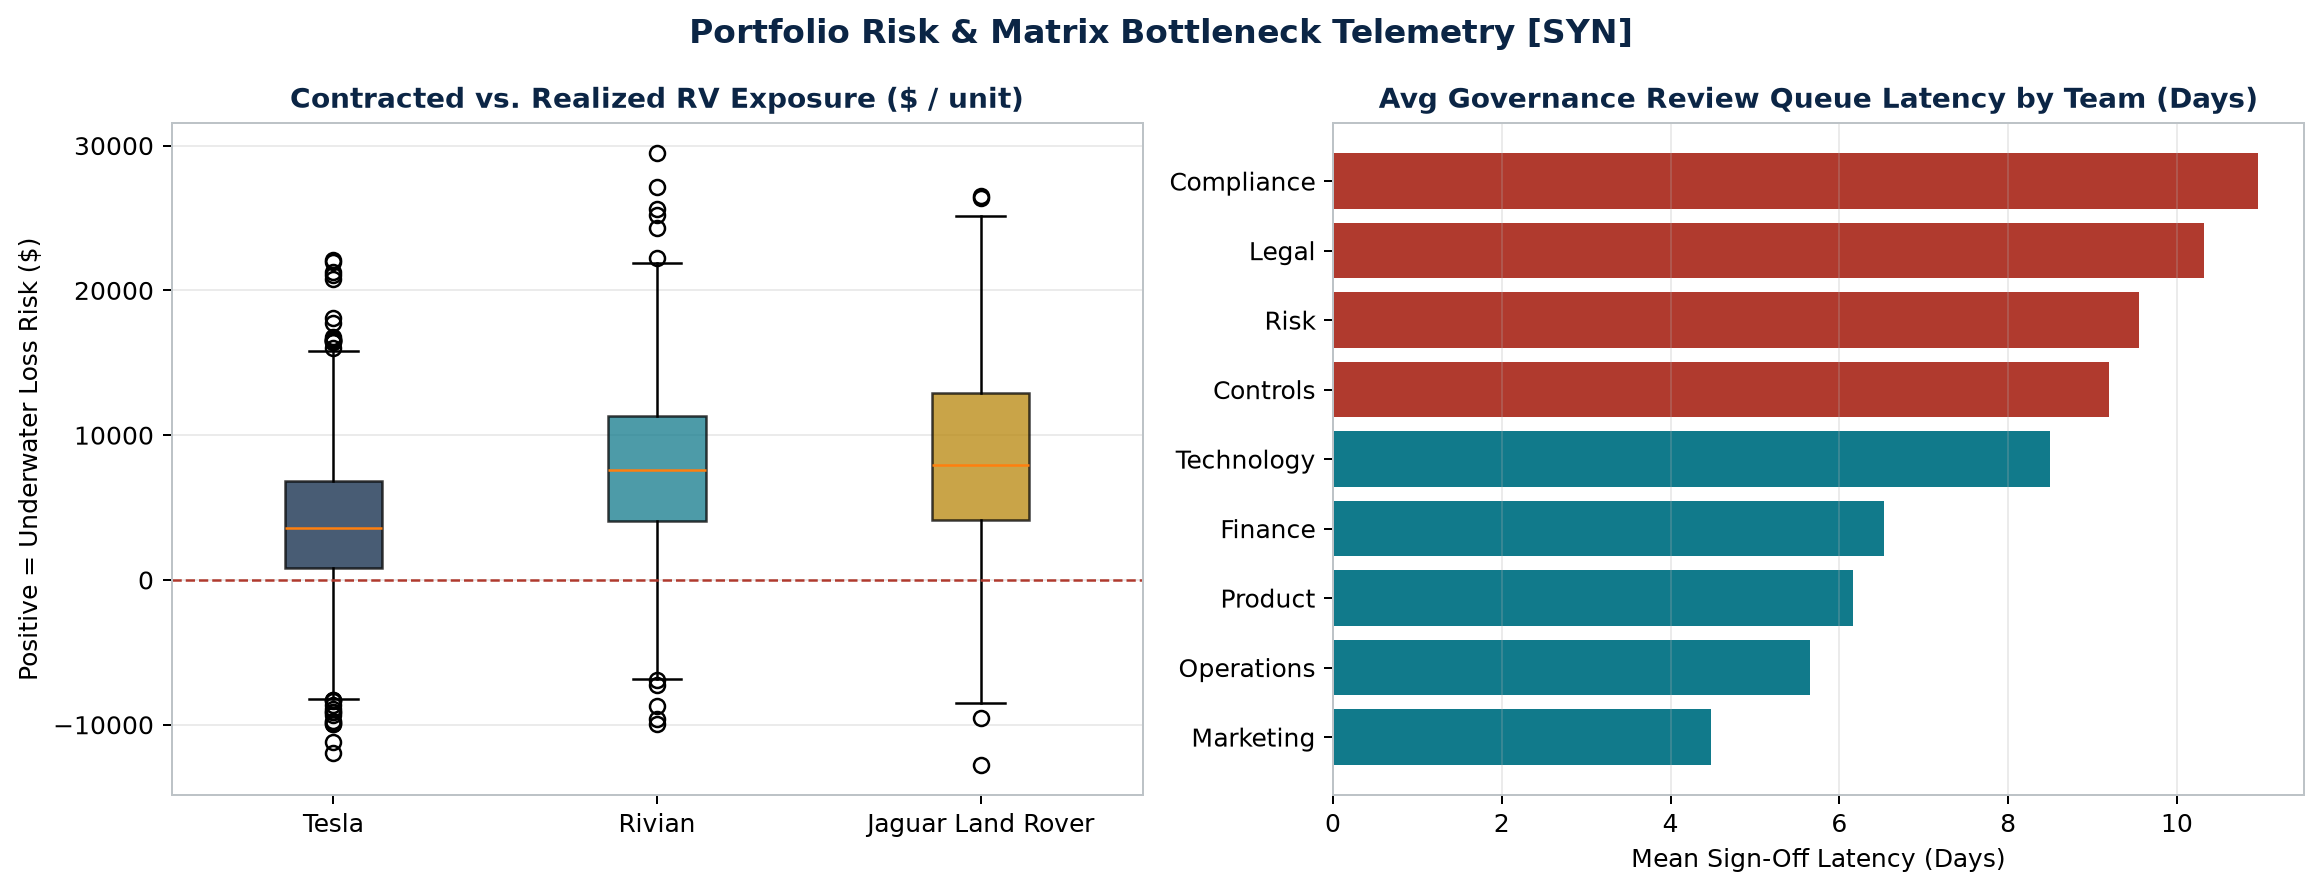 Portfolio Risk & Matrix Bottleneck Telemetry [SYN]
Contracted vs. Realized RV Exposure ($ / unit)
Positive = Underwater Loss Risk ($)
30000
20000
10000
0
−10000
Tesla
Rivian
Jaguar Land Rover
Avg Governance Review Queue Latency by Team (Days)
Compliance
Legal
Risk
Controls
Technology
Finance
Product
Operations
Marketing
0
2
4
6
8
10
Mean Sign-Off Latency (Days)